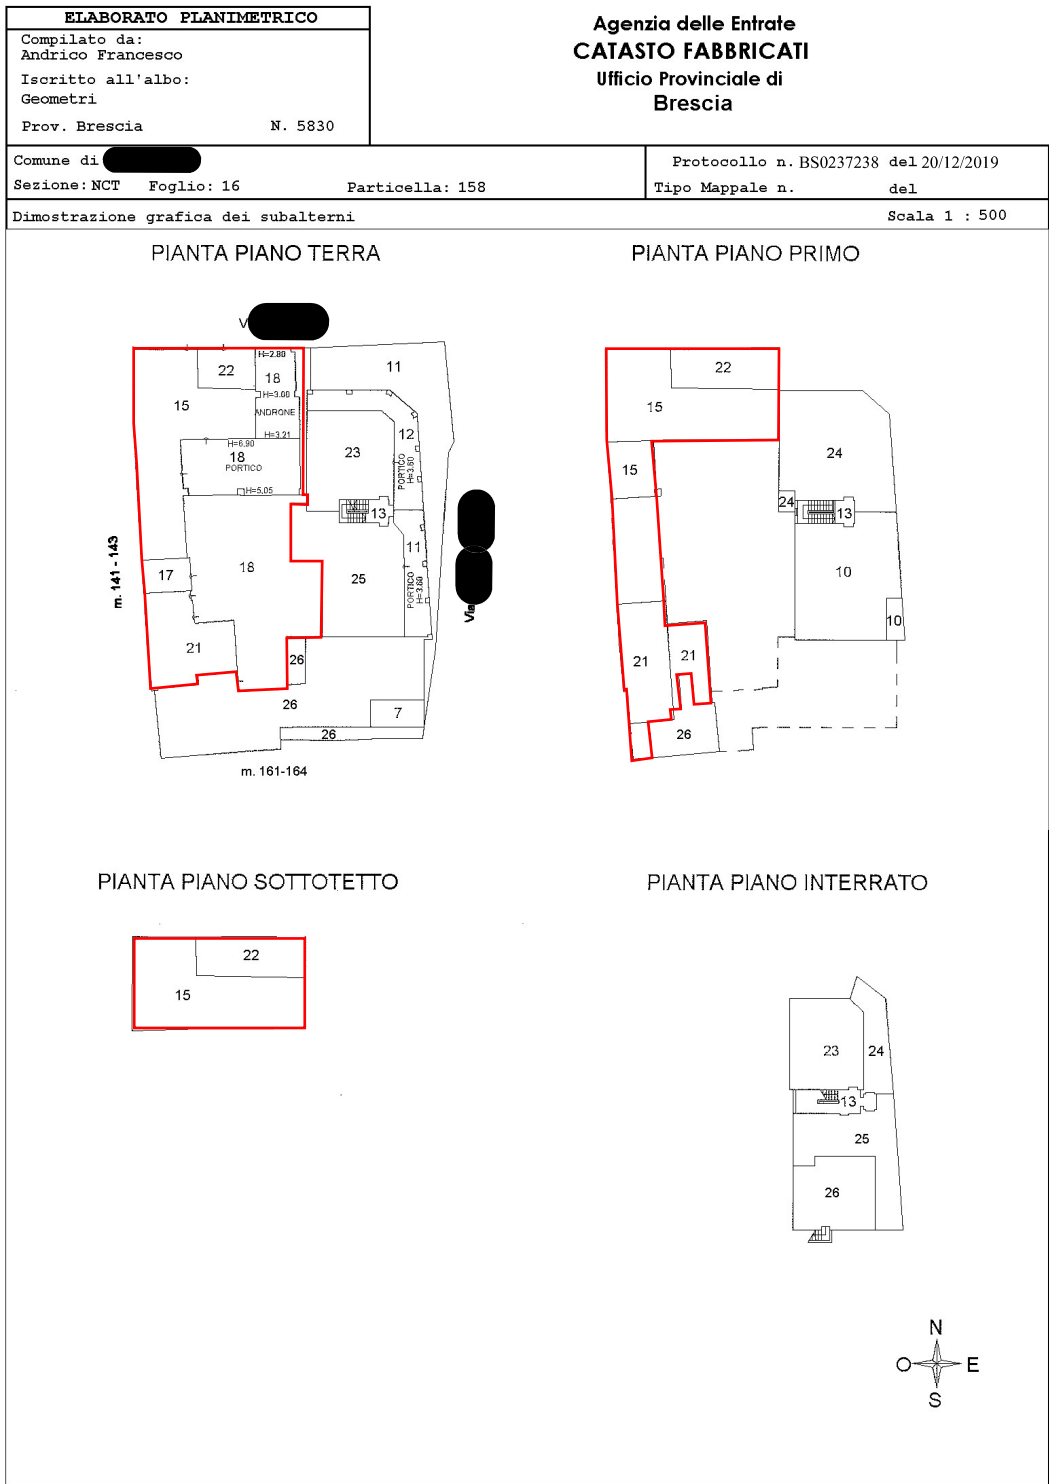 ELABORATO PLANIMETRICO
Compilato da:
Andrico Francesco
Iscritto all'albo:
Geometri
Prov. Brescia N. 5830
Agenzia delle Entrate
CATASTO FABBRICATI
Ufficio Provinciale di
Brescia
Comune di
Sezione: NCT Foglio: 16 Particella: 158
Protocollo n. BS0237238 del 20/12/2019
Tipo Mappale n. del
Dimostrazione grafica dei subalterni
Scala 1 : 500
PIANTA PIANO TERRA
V
H=2.80
22
18
11
H=3.00
15
ANDRONE
H=3.21
12
H=6.90
18
PORTICO
23
PORTICO
H=3.60
H=5.05
13
m. 141 - 143
11
18
17
25
PORTICO
H=3.60
Via
21
26
26
7
26
m. 161-164
PIANTA PIANO PRIMO
22
15
24
15
24
13
10
10
21
21
26
PIANTA PIANO SOTTOTETTO
22
15
PIANTA PIANO INTERRATO
23
24
13
25
26
N
O E
S